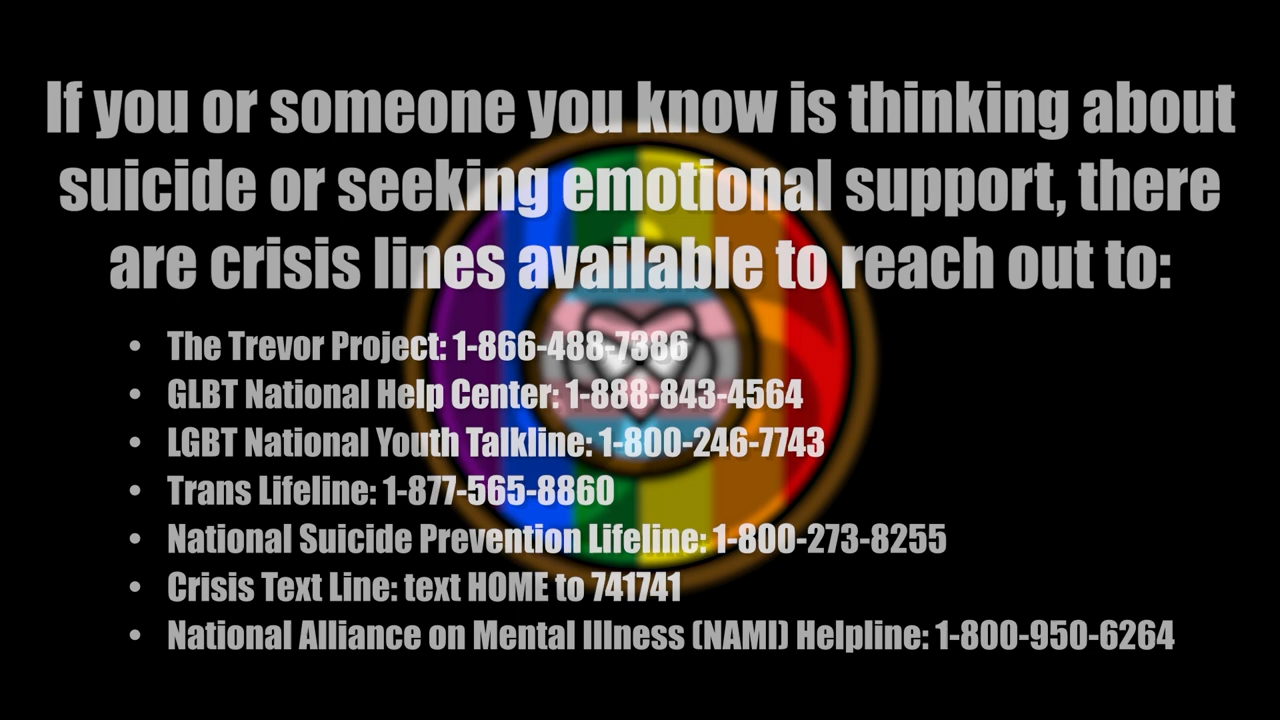 If you or someone you know is thinking about
suicide or seeking emotional support, there
are crisis lines available to reach out to:
• The Trevor Project: 1-866-488-7386
• GLBT National Help Center: 1-888-843-4564
• LGBT National Youth Talkline: 1-800-246-7743
• Trans Lifeline: 1-877-565-8860
• National Suicide Prevention Lifeline: 1-800-273-8255
• Crisis Text Line: text HOME to 741741
• National Alliance on Mental Illness (NAMI) Helpline: 1-800-950-6264